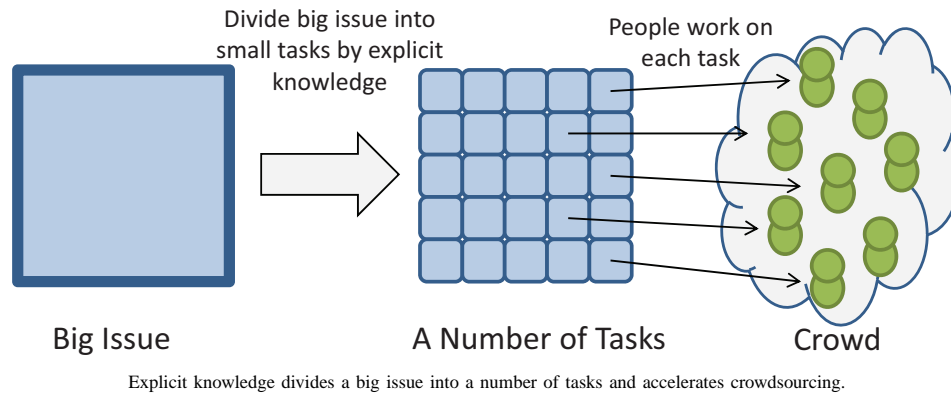 Divide big issue into
small tasks by explicit
knowledge
People work on
each task
Big Issue
A Number of Tasks
Crowd
Explicit knowledge divides a big issue into a number of tasks and accelerates crowdsourcing.